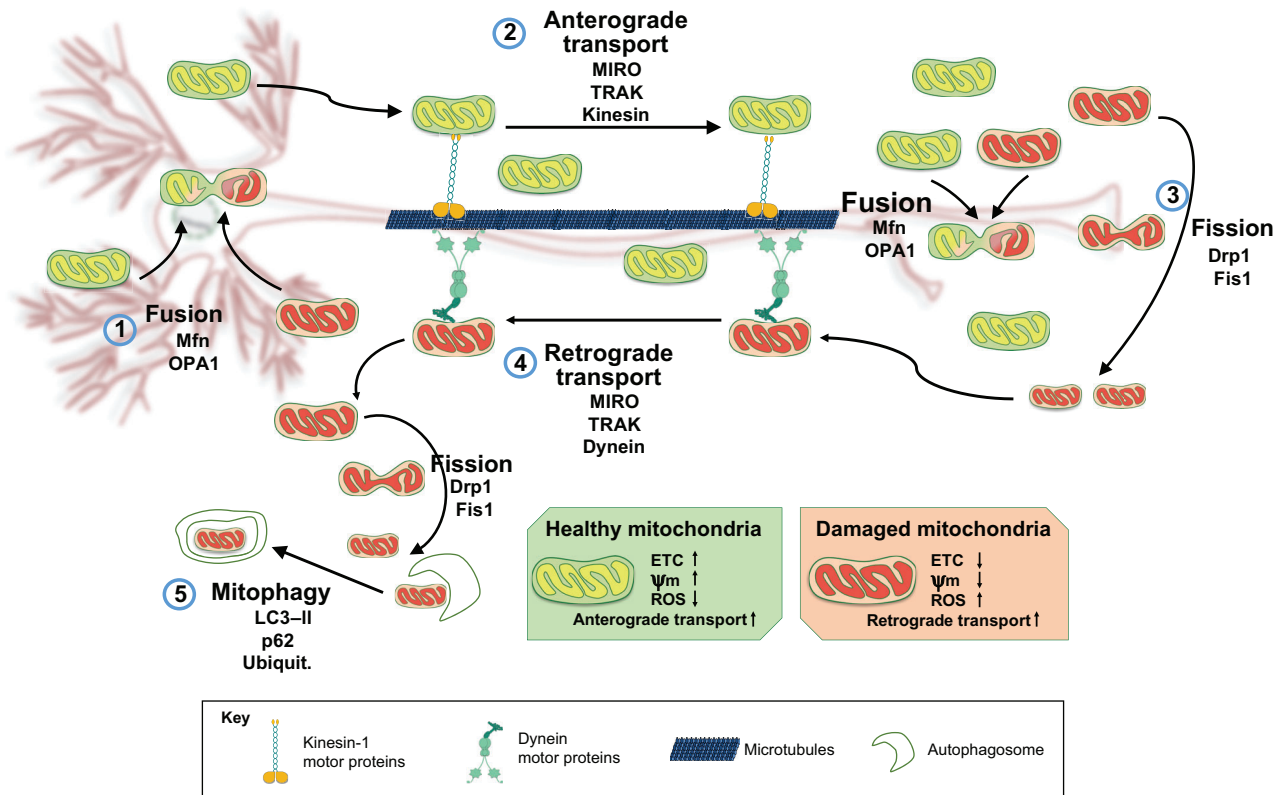 2
Anterograde
transport
MIRO
TRAK
Kinesin
1
Fusion
Mfn
OPA1
Fusion
Mfn
OPA1
3
Fission
Drp1
Fis1
4
Retrograde
transport
MIRO
TRAK
Dynein
Fission
Drp1
Fis1
5
Mitophagy
LC3–II
p62
Ubiquit.
Healthy mitochondria
ETC ↑
Ψm ↑
ROS ↓
Anterograde transport ↑
Damaged mitochondria
ETC ↓
Ψm ↓
ROS ↑
Retrograde transport ↑
Key
Kinesin-1
motor proteins
Dynein
motor proteins
Microtubules
Autophagosome